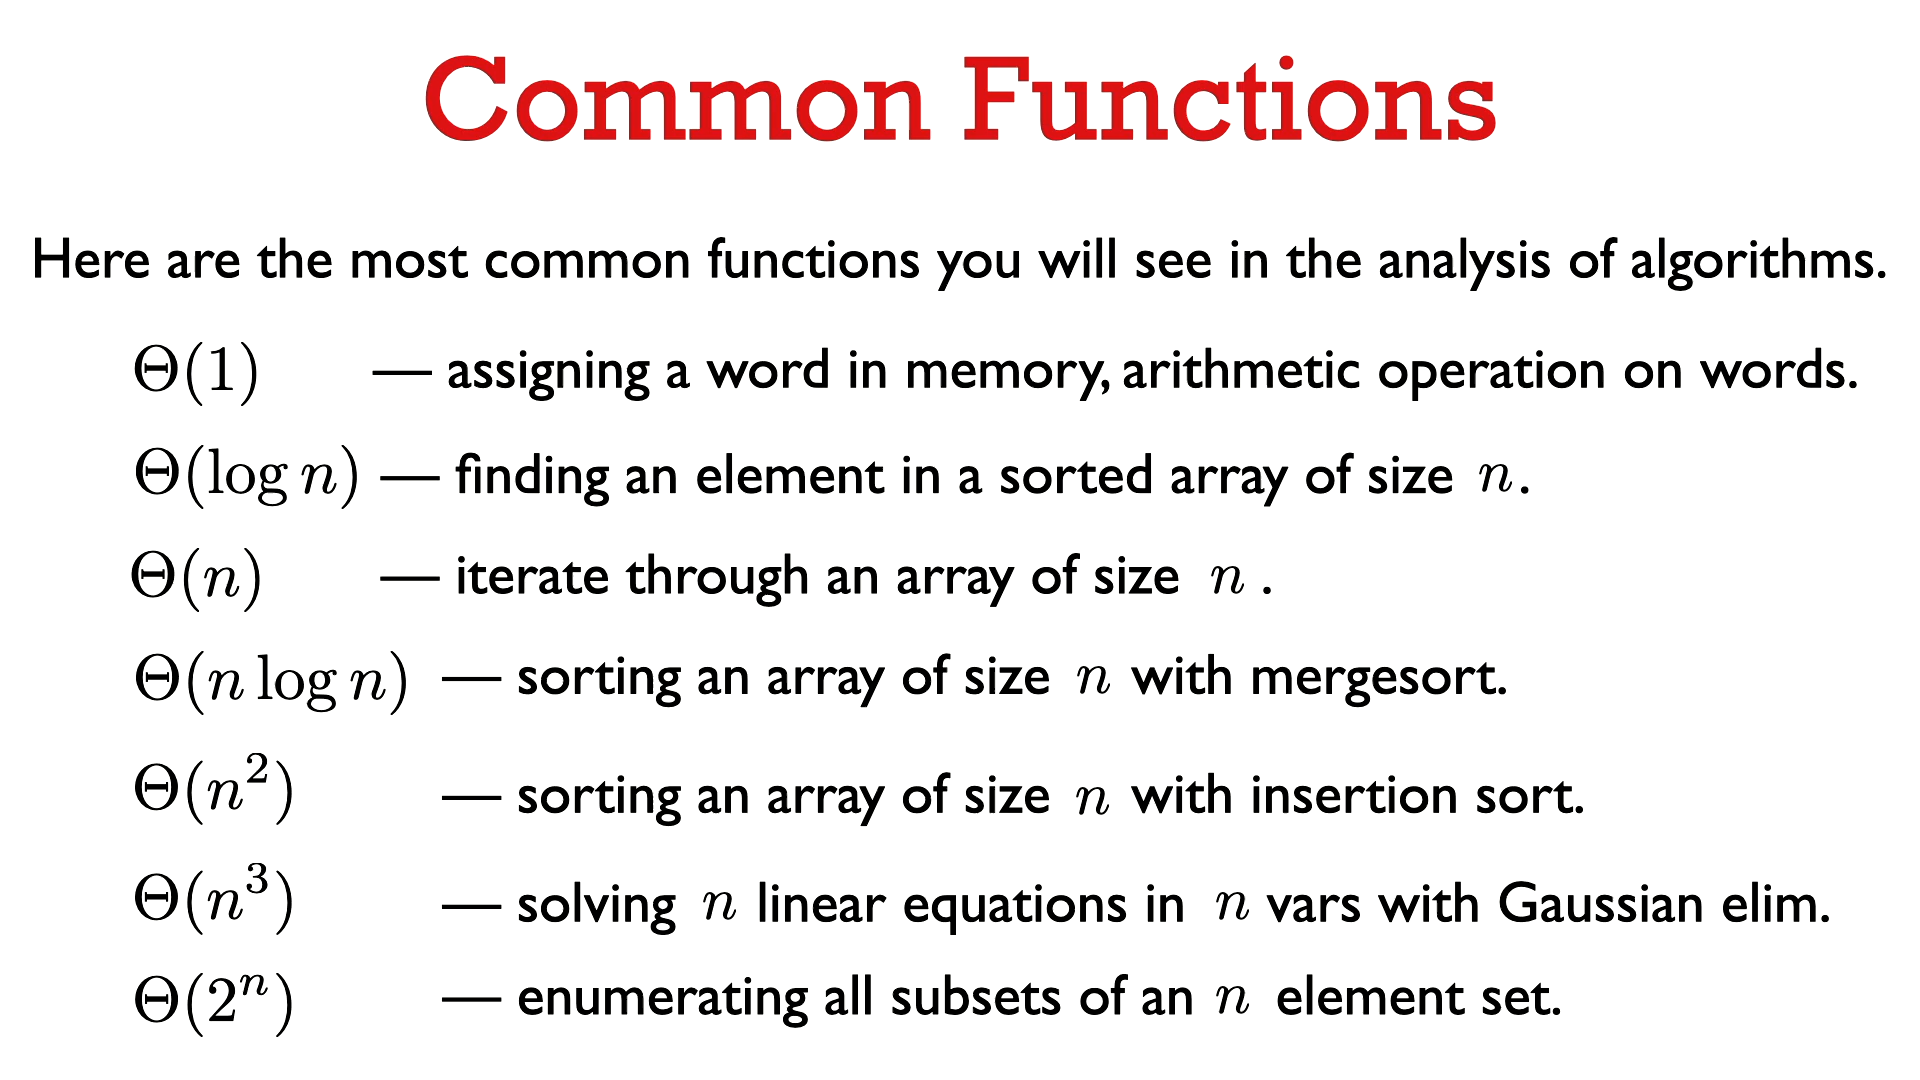 Common Functions
Here are the most common functions you will see in the analysis of algorithms.
Θ(1) — assigning a word in memory, arithmetic operation on words.
Θ(log n) — finding an element in a sorted array of size n.
Θ(n) — iterate through an array of size n .
Θ(n log n) — sorting an array of size n with mergesort.
Θ(n²) — sorting an array of size n with insertion sort.
Θ(n³) — solving n linear equations in n vars with Gaussian elim.
Θ(2ⁿ) — enumerating all subsets of an n element set.